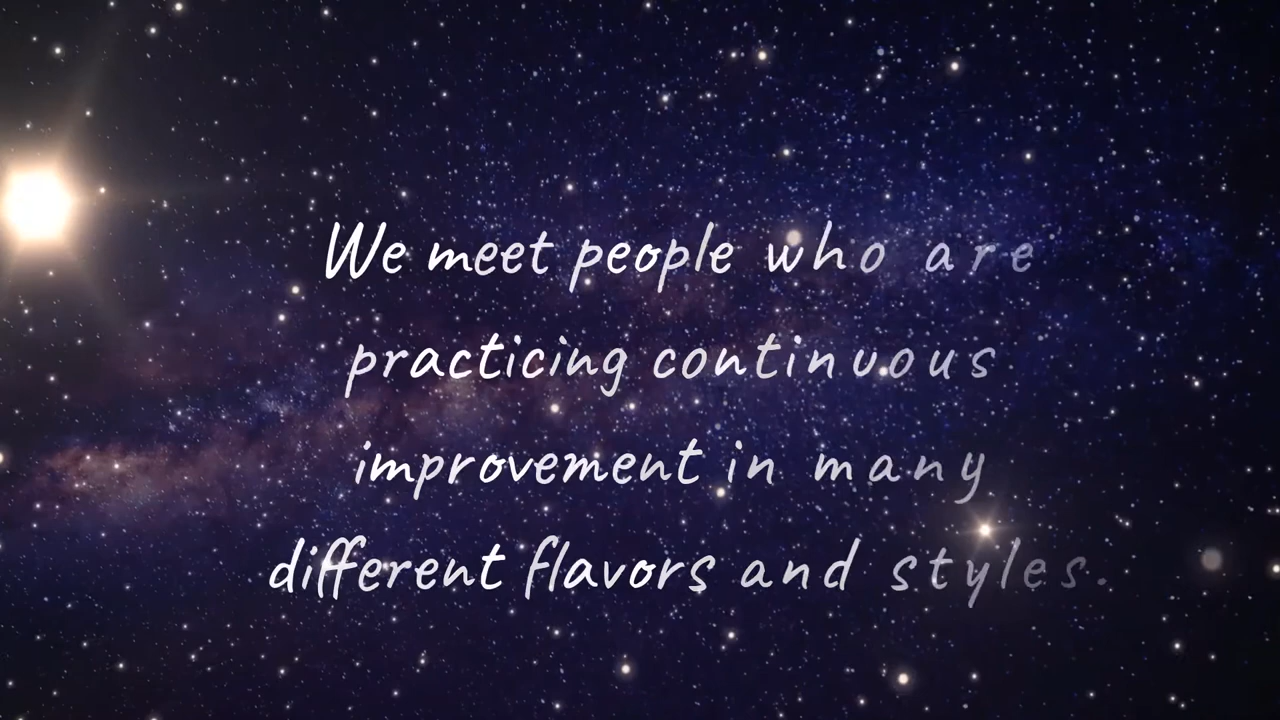 We meet people who are
practicing continuous
improvement in many
different flavors and styles.